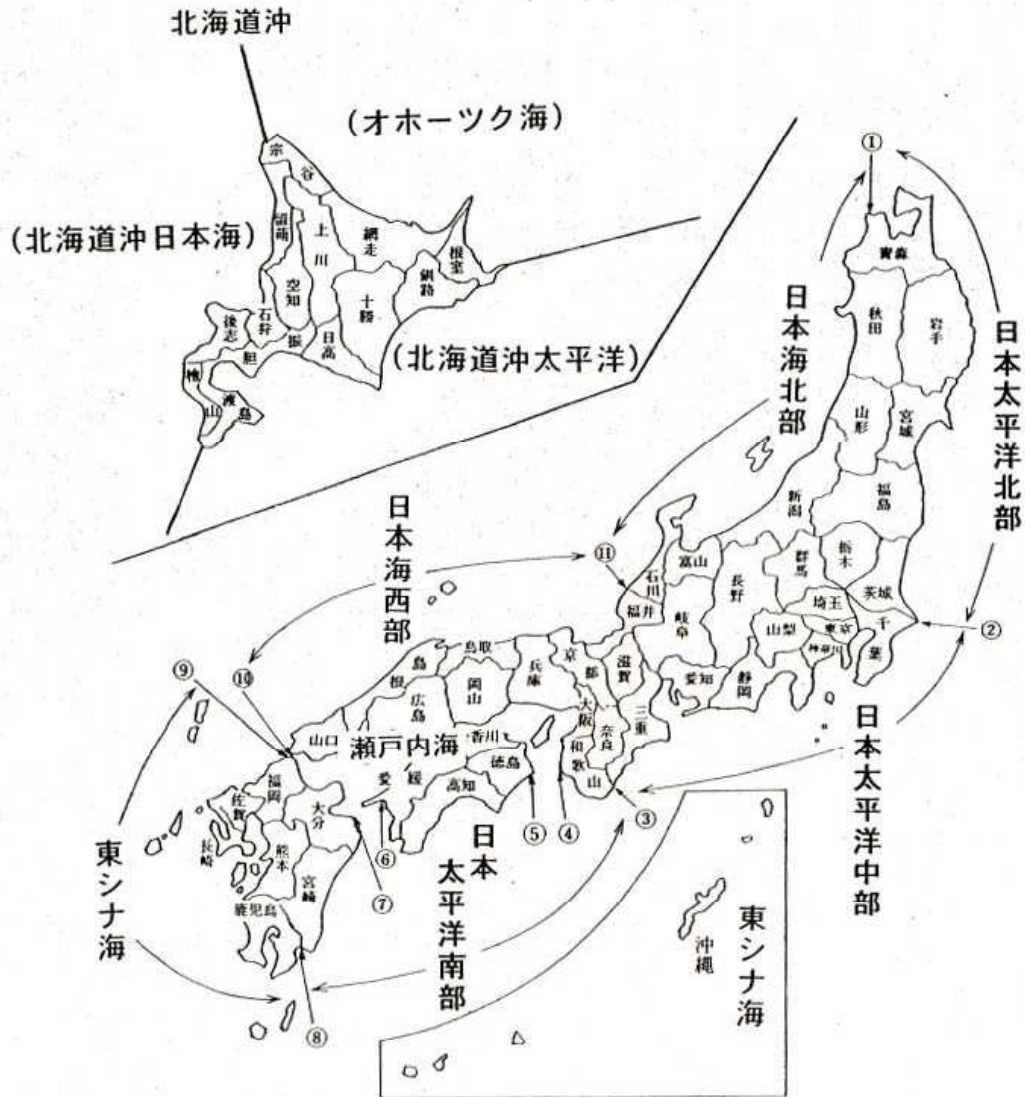 北海道沖
(オホーツク海)
(北海道沖日本海)
(北海道沖太平洋)
宗谷
留萌
上川
網走
根室
釧路
空知
十勝
石狩
後志
胆振
日高
檜山
渡島
①
青森
秋田
岩手
山形
宮城
新潟
福島
日本海北部
日本太平洋北部
日本海西部
⑪
富山
石川
福井
長野
群馬
栃木
茨城
埼玉
千葉
東京
山梨
神奈川
②
岐阜
愛知
静岡
滋賀
三重
京都
兵庫
大阪
奈良
和歌山
鳥取
島根
岡山
広島
山口
瀬戸内海
香川
徳島
愛媛
高知
⑨
⑩
福岡
佐賀
大分
長崎
熊本
宮崎
鹿児島
東シナ海
⑥
⑦
⑤
④
③
⑧
日本
太平洋南部
日本太平洋中部
沖縄
東シナ海